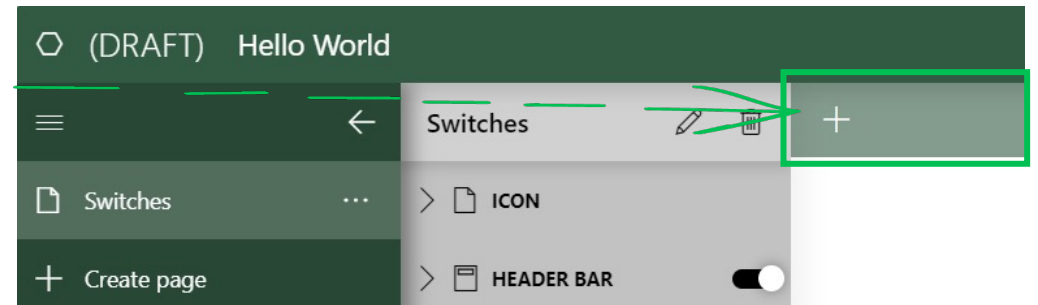 (DRAFT) Hello World
Switches
Switches
ICON
Create page
HEADER BAR